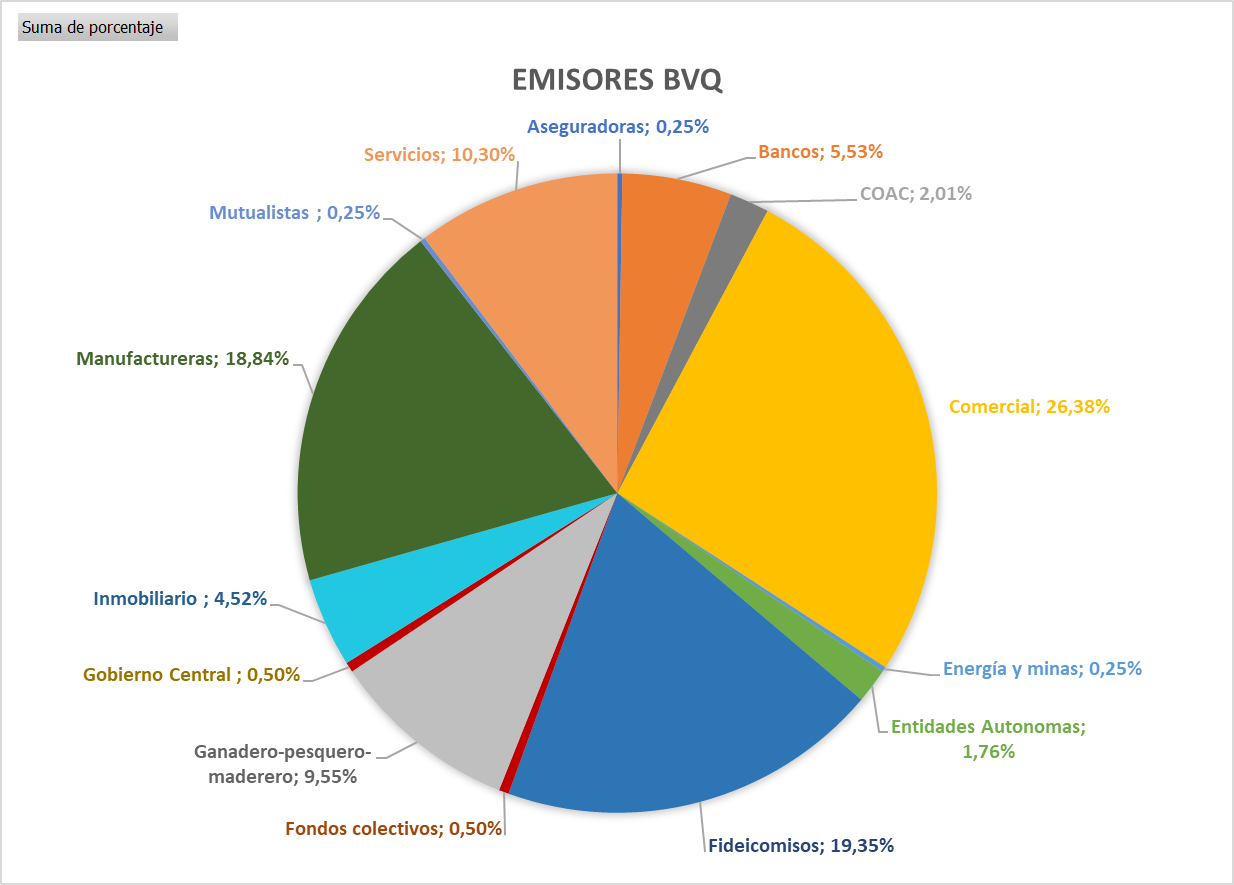 Suma de porcentaje
EMISORES BVQ
Aseguradoras; 0,25%
Bancos; 5,53%
COAC; 2,01%
Comercial; 26,38%
Energía y minas; 0,25%
Entidades Autonomas;
1,76%
Fideicomisos; 19,35%
Fondos colectivos; 0,50%
Ganadero-pesquero-
maderero; 9,55%
Gobierno Central ; 0,50%
Inmobiliario ; 4,52%
Manufactureras; 18,84%
Mutualistas ; 0,25%
Servicios; 10,30%